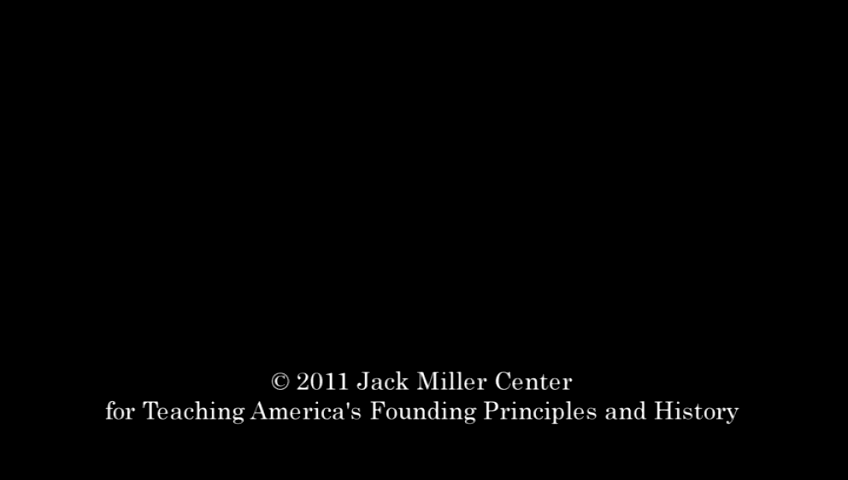 © 2011 Jack Miller Center
for Teaching America's Founding Principles and History